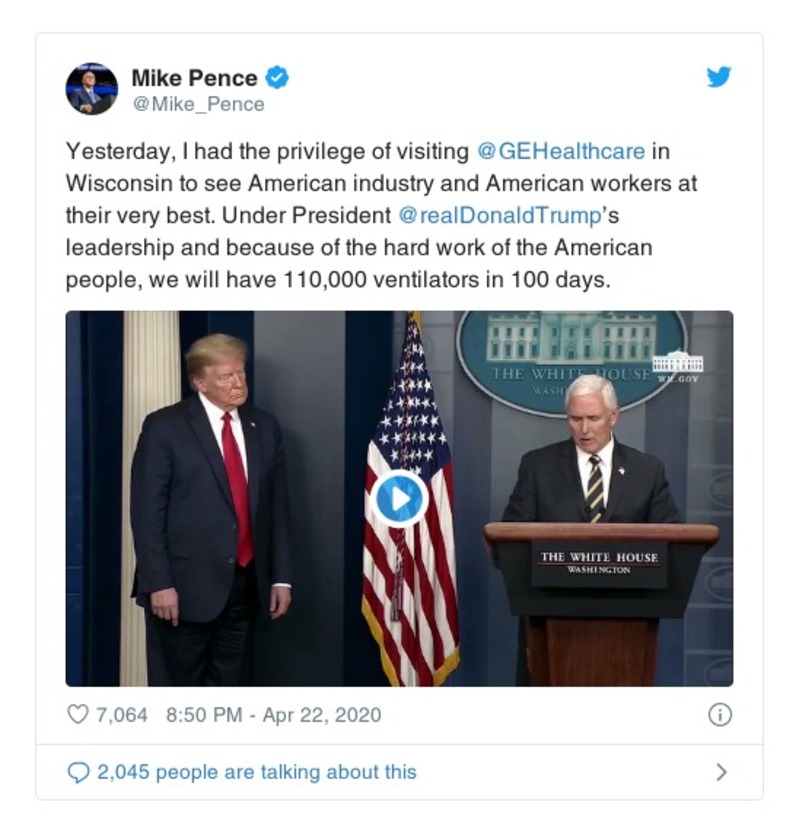 Mike Pence
@Mike_Pence
Yesterday, I had the privilege of visiting @GEHealthcare in
Wisconsin to see American industry and American workers at
their very best. Under President @realDonaldTrump's
leadership and because of the hard work of the American
people, we will have 110,000 ventilators in 100 days.
THE WHITE HOUSE
WASH
WH.GOV
THE WHITE HOUSE
WASHINGTON
7,064 8:50 PM - Apr 22, 2020
2,045 people are talking about this